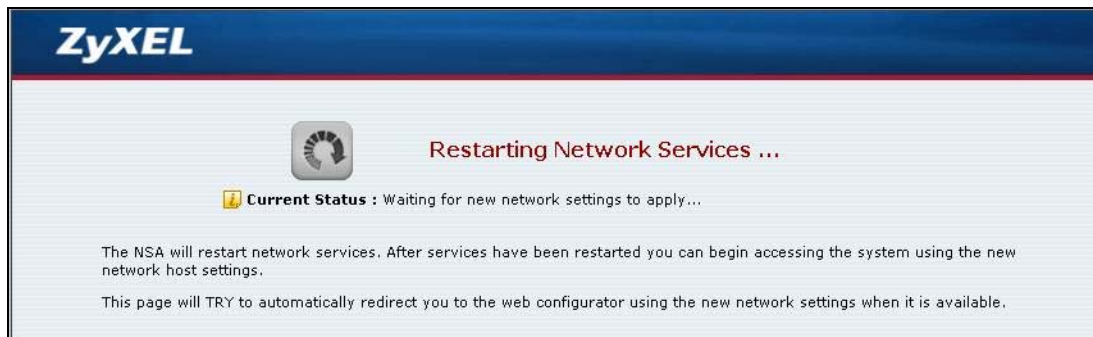 ZyXEL
Restarting Network Services ...
Current Status : Waiting for new network settings to apply...
The NSA will restart network services. After services have been restarted you can begin accessing the system using the new
network host settings.
This page will TRY to automatically redirect you to the web configurator using the new network settings when it is available.